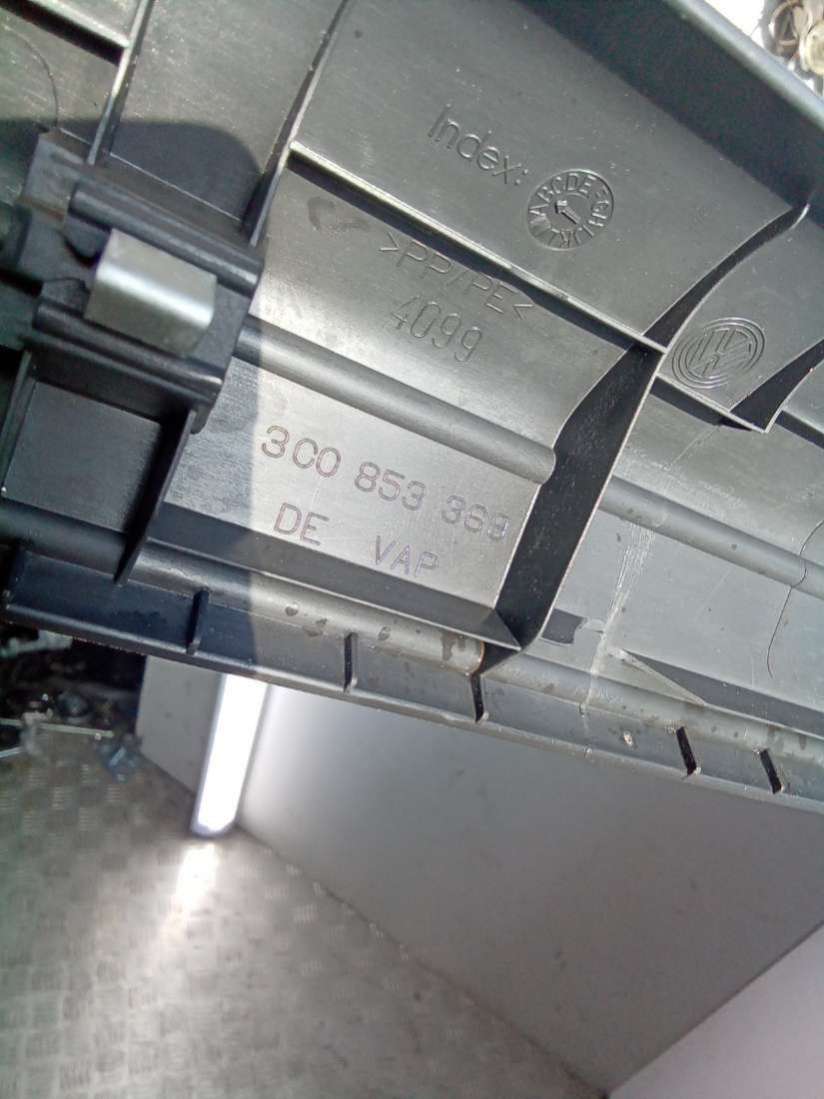 Index:
>PP/PE<
4099
3C0 853 369
DE VAP